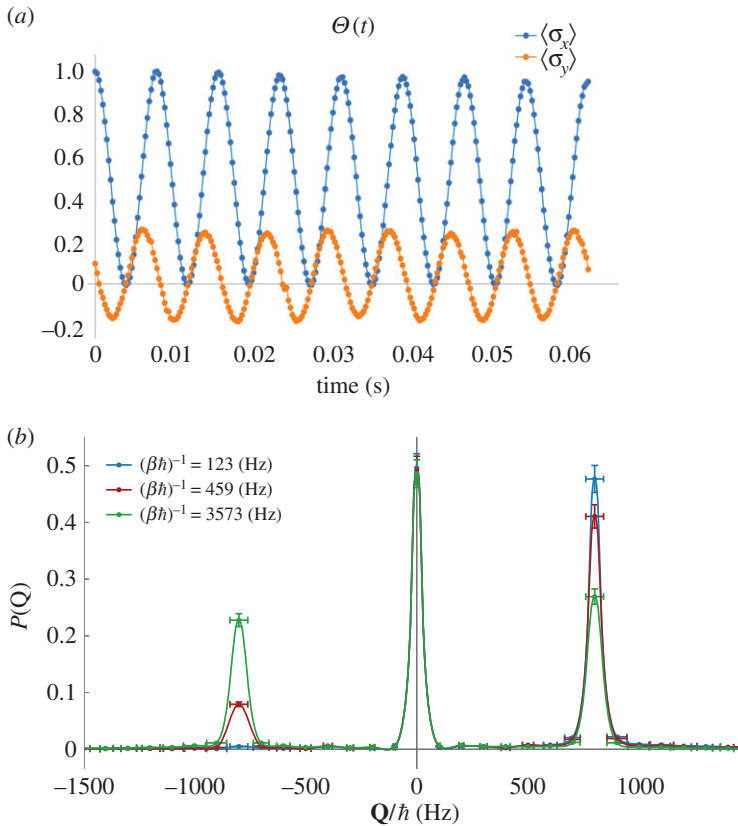 (a)
Θ(t)
⟨σx⟩
⟨σy⟩
1.0
0.8
0.6
0.4
0.2
0
–0.2
0 0.01 0.02 0.03 0.04 0.05 0.06
time (s)
(b)
0.5
(βħ)⁻¹ = 123 (Hz)
(βħ)⁻¹ = 459 (Hz)
(βħ)⁻¹ = 3573 (Hz)
0.4
0.3
P(Q)
0.2
0.1
0
–1500 –1000 –500 0 500 1000
Q/ħ (Hz)